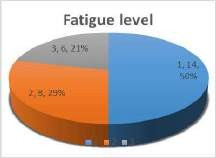 Fatigue level
3, 6, 21%
1, 14,
50%
2, 8, 29%